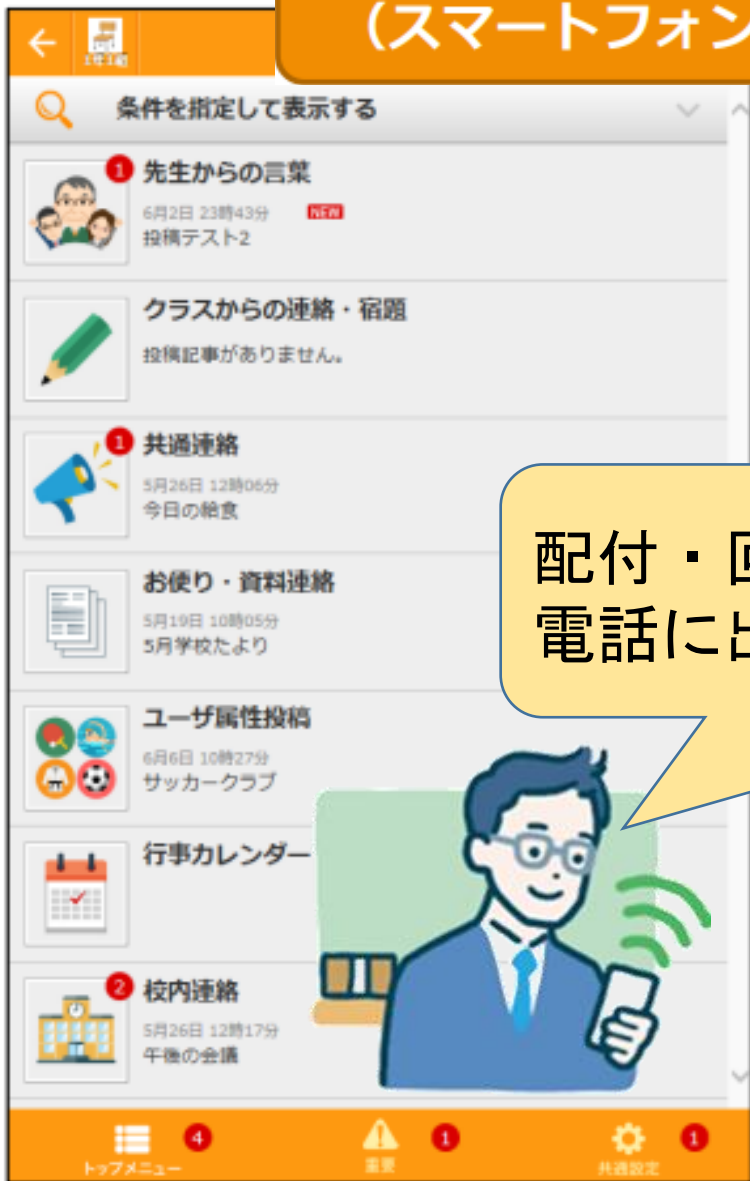 (スマートフォン
1年1組
条件を指定して表示する
1
先生からの言葉
6月2日 23時43分 NEW
投稿テスト2
クラスからの連絡・宿題
投稿記事がありません。
1
共通連絡
5月26日 12時06分
今日の給食
お便り・資料連絡
5月19日 10時05分
5月学校たより
ユーザ属性投稿
6月6日 10時27分
サッカークラブ
行事カレンダー
2
校内連絡
5月26日 12時17分
午後の会議
配付・
電話に
トップメニュー 4
重要 1
共通設定 1